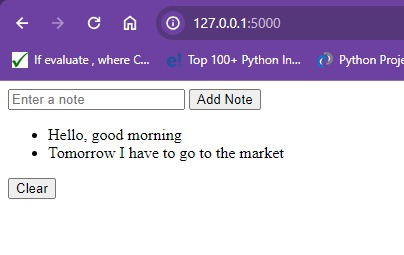 127.0.0.1:5000
If evaluate , where C...
Top 100+ Python In...
Python Proje
Enter a note
Add Note
Hello, good morning
Tomorrow I have to go to the market
Clear